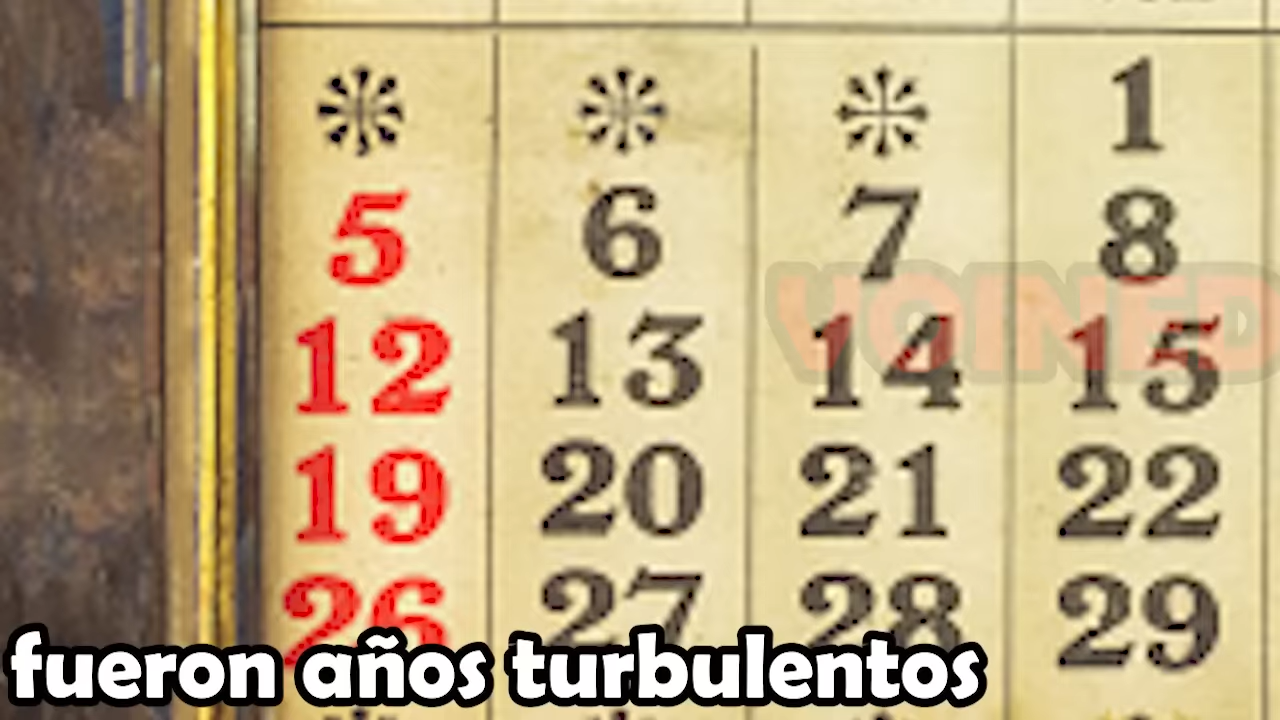 1
5 6 7 8
VOINED
12 13 14 15
19 20 21 22
26 27 28 29
fueron años turbulentos